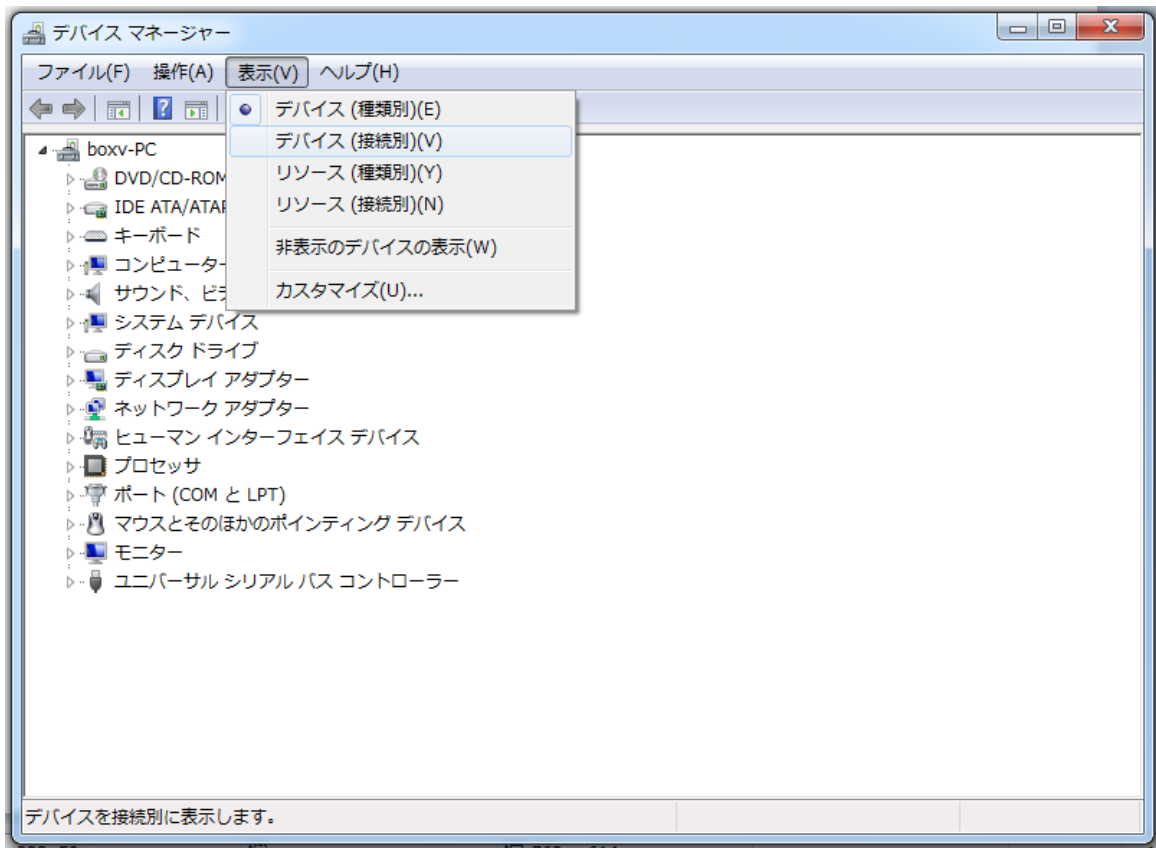 デバイス マネージャー
ファイル(F) 操作(A) 表示(V) ヘルプ(H)
デバイス (種類別)(E)
デバイス (接続別)(V)
リソース (種類別)(Y)
リソース (接続別)(N)
非表示のデバイスの表示(W)
カスタマイズ(U)...
boxv-PC
DVD/CD-ROM
IDE ATA/ATAP
キーボード
コンピューター
サウンド、ビデ
システム デバイス
ディスク ドライブ
ディスプレイ アダプター
ネットワーク アダプター
ヒューマン インターフェイス デバイス
プロセッサ
ポート (COM と LPT)
マウスとそのほかのポインティング デバイス
モニター
ユニバーサル シリアル バス コントローラー
デバイスを接続別に表示します。